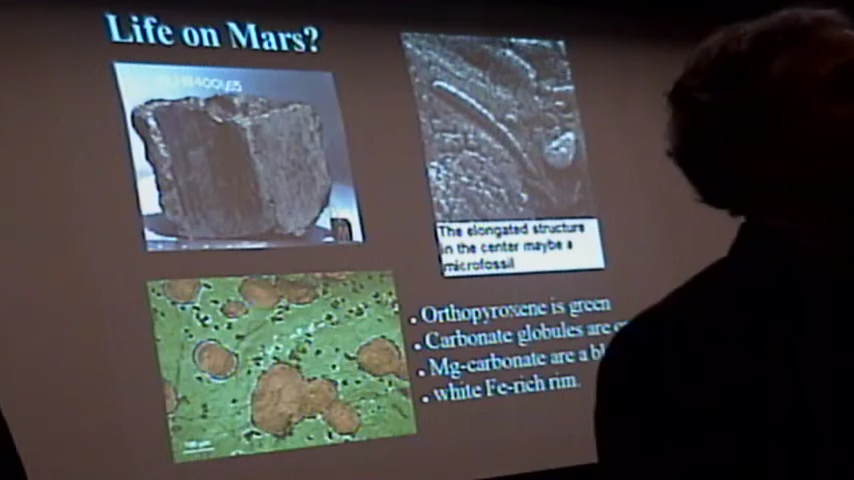 Life on Mars?
The elongated structure
in the center maybe a
microfossil
. Orthopyroxene is green
. Carbonate globules are
. Mg-carbonate are a
. white Fe-rich rim.